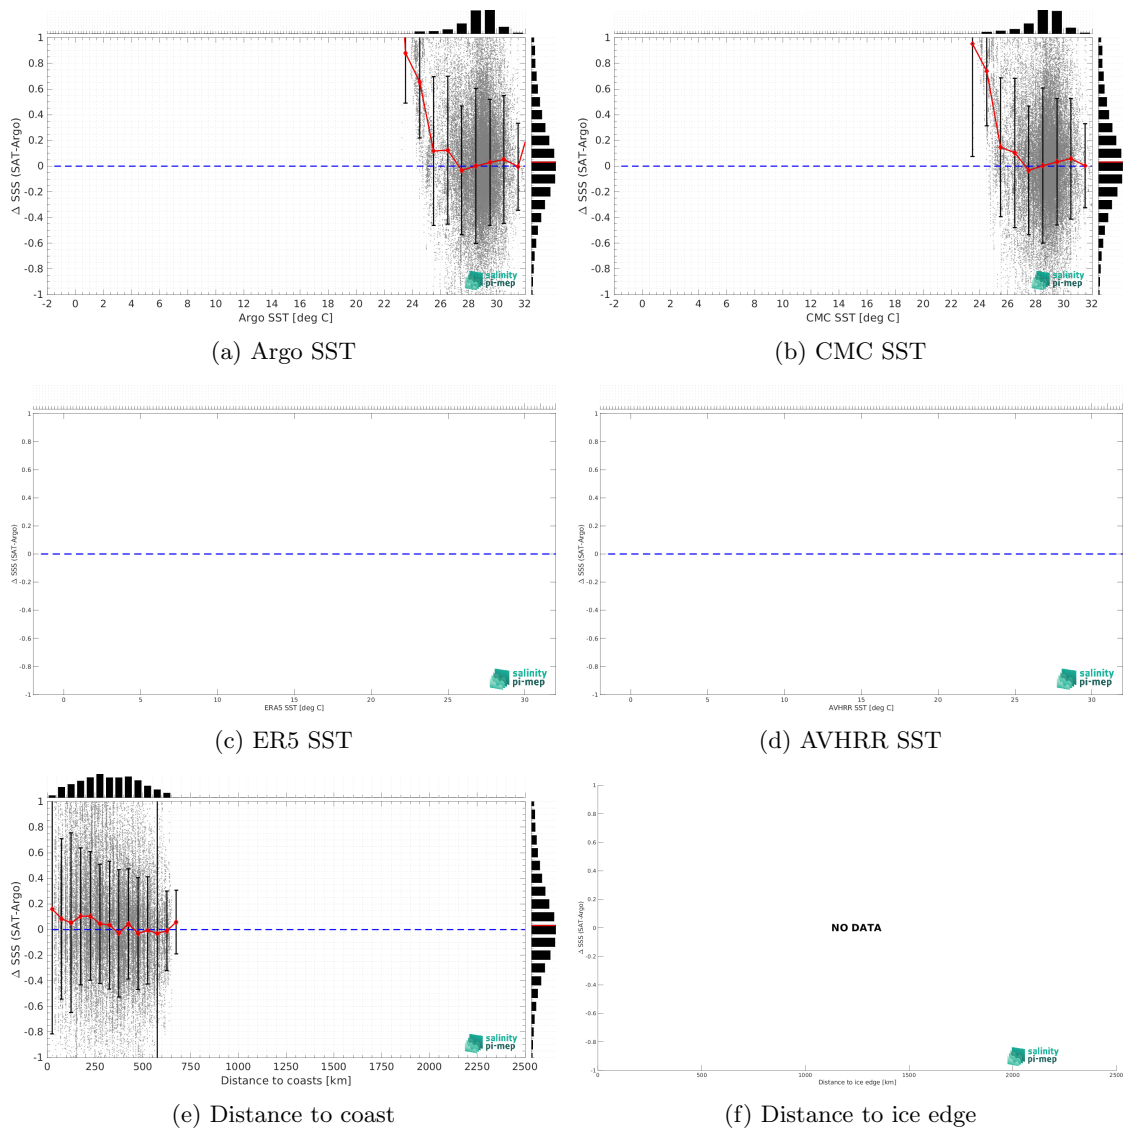 1
0.8
0.6
0.4
0.2
0
-0.2
-0.4
-0.6
-0.8
-1
Δ SSS (SAT-Argo)
-2 0 2 4 6 8 10 12 14 16 18 20 22 24 26 28 30 32
Argo SST [deg C]
salinity
pi-mep
(a) Argo SST
1
0.8
0.6
0.4
0.2
0
-0.2
-0.4
-0.6
-0.8
-1
Δ SSS (SAT-Argo)
-2 0 2 4 6 8 10 12 14 16 18 20 22 24 26 28 30 32
CMC SST [deg C]
salinity
pi-mep
(b) CMC SST
1
0.8
0.6
0.4
0.2
0
-0.2
-0.4
-0.6
-0.8
-1
Δ SSS (SAT-Argo)
0 5 10 15 20 25 30
ERA5 SST [deg C]
salinity
pi-mep
(c) ER5 SST
1
0.8
0.6
0.4
0.2
0
-0.2
-0.4
-0.6
-0.8
-1
Δ SSS (SAT-Argo)
0 5 10 15 20 25 30
AVHRR SST [deg C]
salinity
pi-mep
(d) AVHRR SST
1
0.8
0.6
0.4
0.2
0
-0.2
-0.4
-0.6
-0.8
-1
Δ SSS (SAT-Argo)
0 250 500 750 1000 1250 1500 1750 2000 2250 2500
Distance to coasts [km]
salinity
pi-mep
(e) Distance to coast
1
0.8
0.6
0.4
0.2
0
-0.2
-0.4
-0.6
-0.8
-1
Δ SSS (SAT-Argo)
NO DATA
0 500 1000 1500 2000 2500
Distance to ice edge [km]
salinity
pi-mep
(f) Distance to ice edge